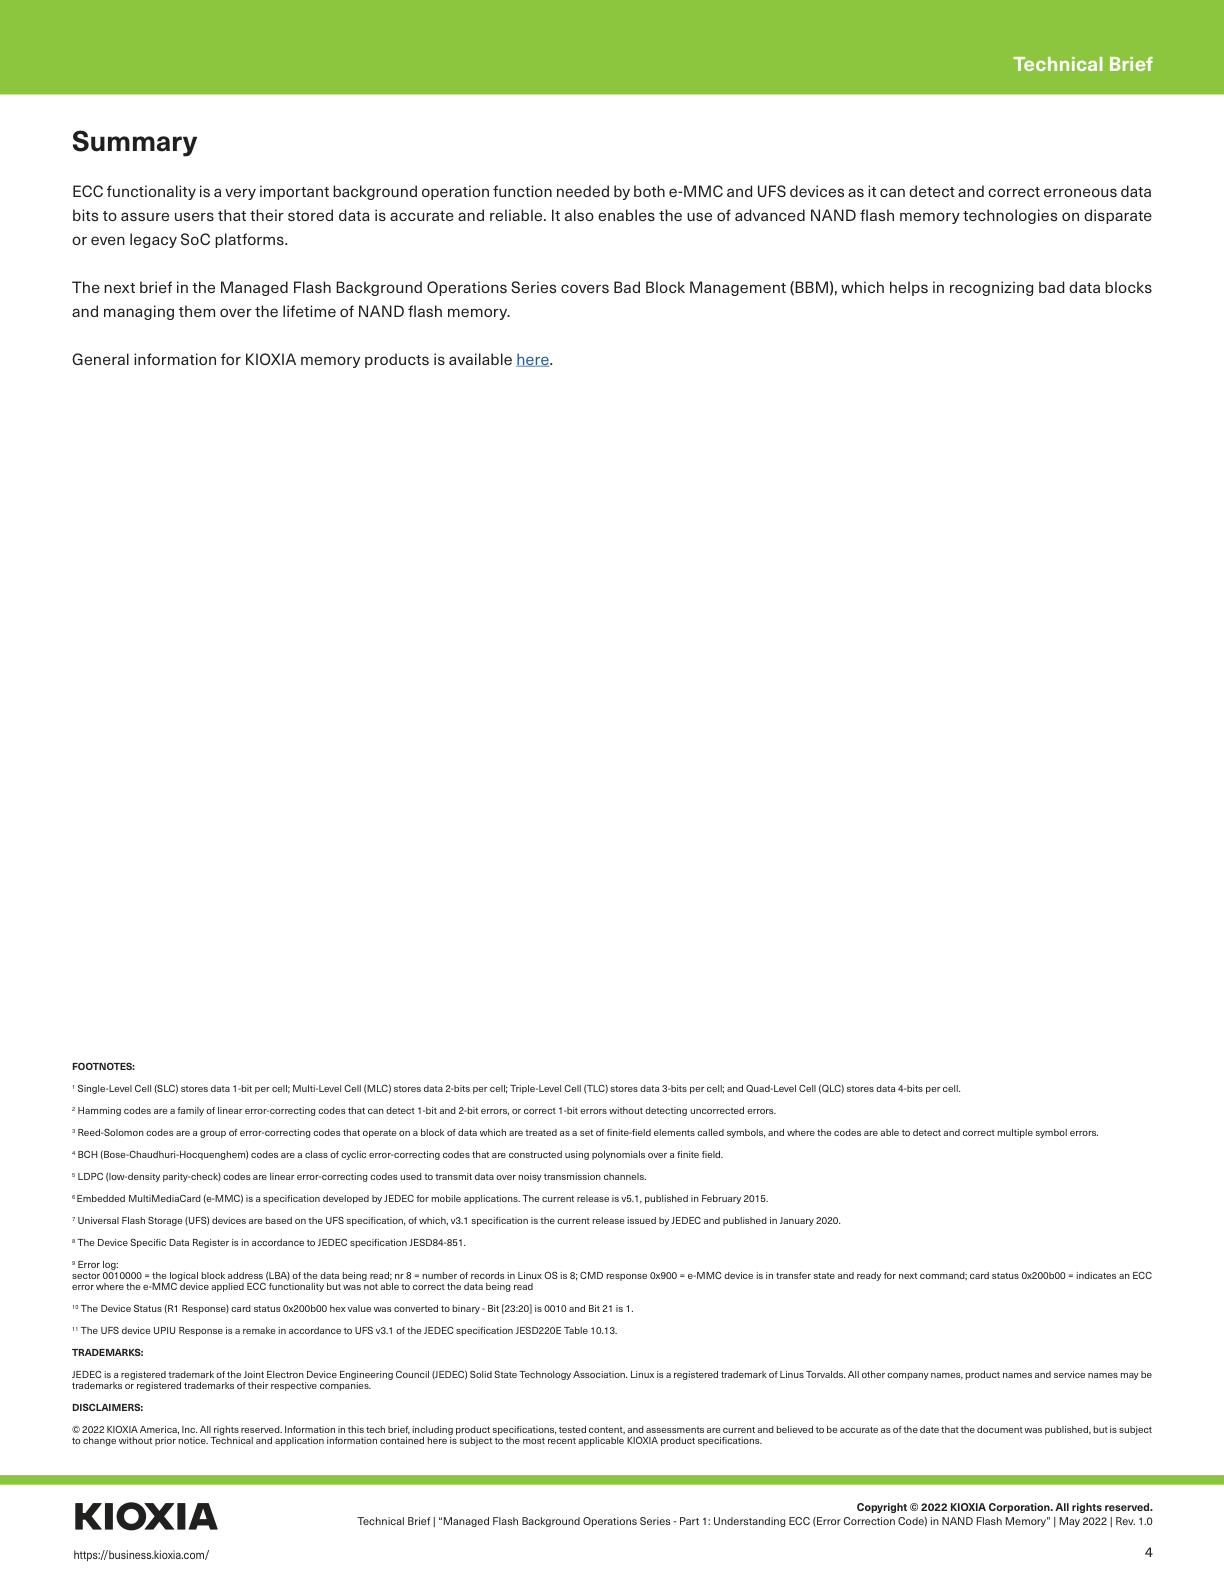 Technical Brief
Summary
ECC functionality is a very important background operation function needed by both e-MMC and UFS devices as it can detect and correct erroneous data
bits to assure users that their stored data is accurate and reliable. It also enables the use of advanced NAND flash memory technologies on disparate
or even legacy SoC platforms.
The next brief in the Managed Flash Background Operations Series covers Bad Block Management (BBM), which helps in recognizing bad data blocks
and managing them over the lifetime of NAND flash memory.
General information for KIOXIA memory products is available here.
FOOTNOTES:
¹ Single-Level Cell (SLC) stores data 1-bit per cell; Multi-Level Cell (MLC) stores data 2-bits per cell; Triple-Level Cell (TLC) stores data 3-bits per cell; and Quad-Level Cell (QLC) stores data 4-bits per cell.
² Hamming codes are a family of linear error-correcting codes that can detect 1-bit and 2-bit errors, or correct 1-bit errors without detecting uncorrected errors.
³ Reed-Solomon codes are a group of error-correcting codes that operate on a block of data which are treated as a set of finite-field elements called symbols, and where the codes are able to detect and correct multiple symbol errors.
⁴ BCH (Bose-Chaudhuri-Hocquenghem) codes are a class of cyclic error-correcting codes that are constructed using polynomials over a finite field.
⁵ LDPC (low-density parity-check) codes are linear error-correcting codes used to transmit data over noisy transmission channels.
⁶ Embedded MultiMediaCard (e-MMC) is a specification developed by JEDEC for mobile applications. The current release is v5.1, published in February 2015.
⁷ Universal Flash Storage (UFS) devices are based on the UFS specification, of which, v3.1 specification is the current release issued by JEDEC and published in January 2020.
⁸ The Device Specific Data Register is in accordance to JEDEC specification JESD84-851.
⁹ Error log:
sector 0010000 = the logical block address (LBA) of the data being read; nr 8 = number of records in Linux OS is 8; CMD response 0x900 = e-MMC device is in transfer state and ready for next command; card status 0x200b00 = indicates an ECC
error where the e-MMC device applied ECC functionality but was not able to correct the data being read
¹⁰ The Device Status (R1 Response) card status 0x200b00 hex value was converted to binary - Bit [23:20] is 0010 and Bit 21 is 1.
¹¹ The UFS device UPIU Response is a remake in accordance to UFS v3.1 of the JEDEC specification JESD220E Table 10.13.
TRADEMARKS:
JEDEC is a registered trademark of the Joint Electron Device Engineering Council (JEDEC) Solid State Technology Association. Linux is a registered trademark of Linus Torvalds. All other company names, product names and service names may be
trademarks or registered trademarks of their respective companies.
DISCLAIMERS:
© 2022 KIOXIA America, Inc. All rights reserved. Information in this tech brief, including product specifications, tested content, and assessments are current and believed to be accurate as of the date that the document was published, but is subject
to change without prior notice. Technical and application information contained here is subject to the most recent applicable KIOXIA product specifications.
KIOXIA
Copyright © 2022 KIOXIA Corporation. All rights reserved.
Technical Brief | “Managed Flash Background Operations Series - Part 1: Understanding ECC (Error Correction Code) in NAND Flash Memory” | May 2022 | Rev. 1.0
https://business.kioxia.com/
4